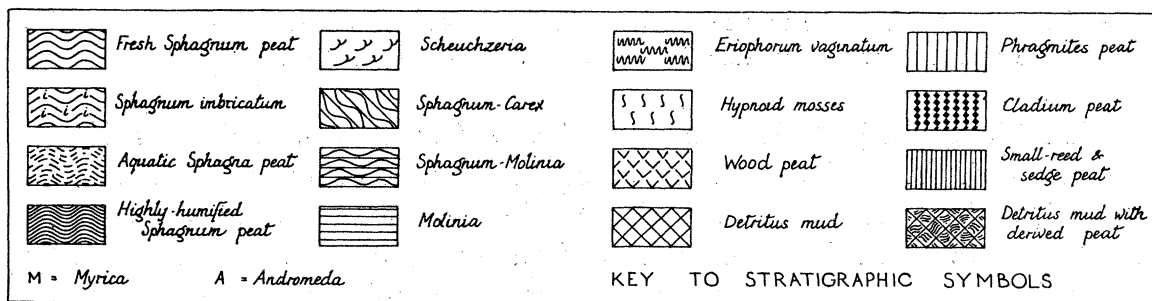 Fresh Sphagnum peat
Scheuchzeria
Eriophorum vaginatum
Phragmites peat
i i i
Sphagnum imbricatum
Sphagnum-Carex
Hypnoid mosses
Cladium peat
Aquatic Sphagna peat
Sphagnum-Molinia
Wood peat
Small-reed &
sedge peat
Highly-humified
Sphagnum peat
Molinia
Detritus mud
Detritus mud with
derived peat
M = Myrica
A = Andromeda
KEY TO STRATIGRAPHIC SYMBOLS